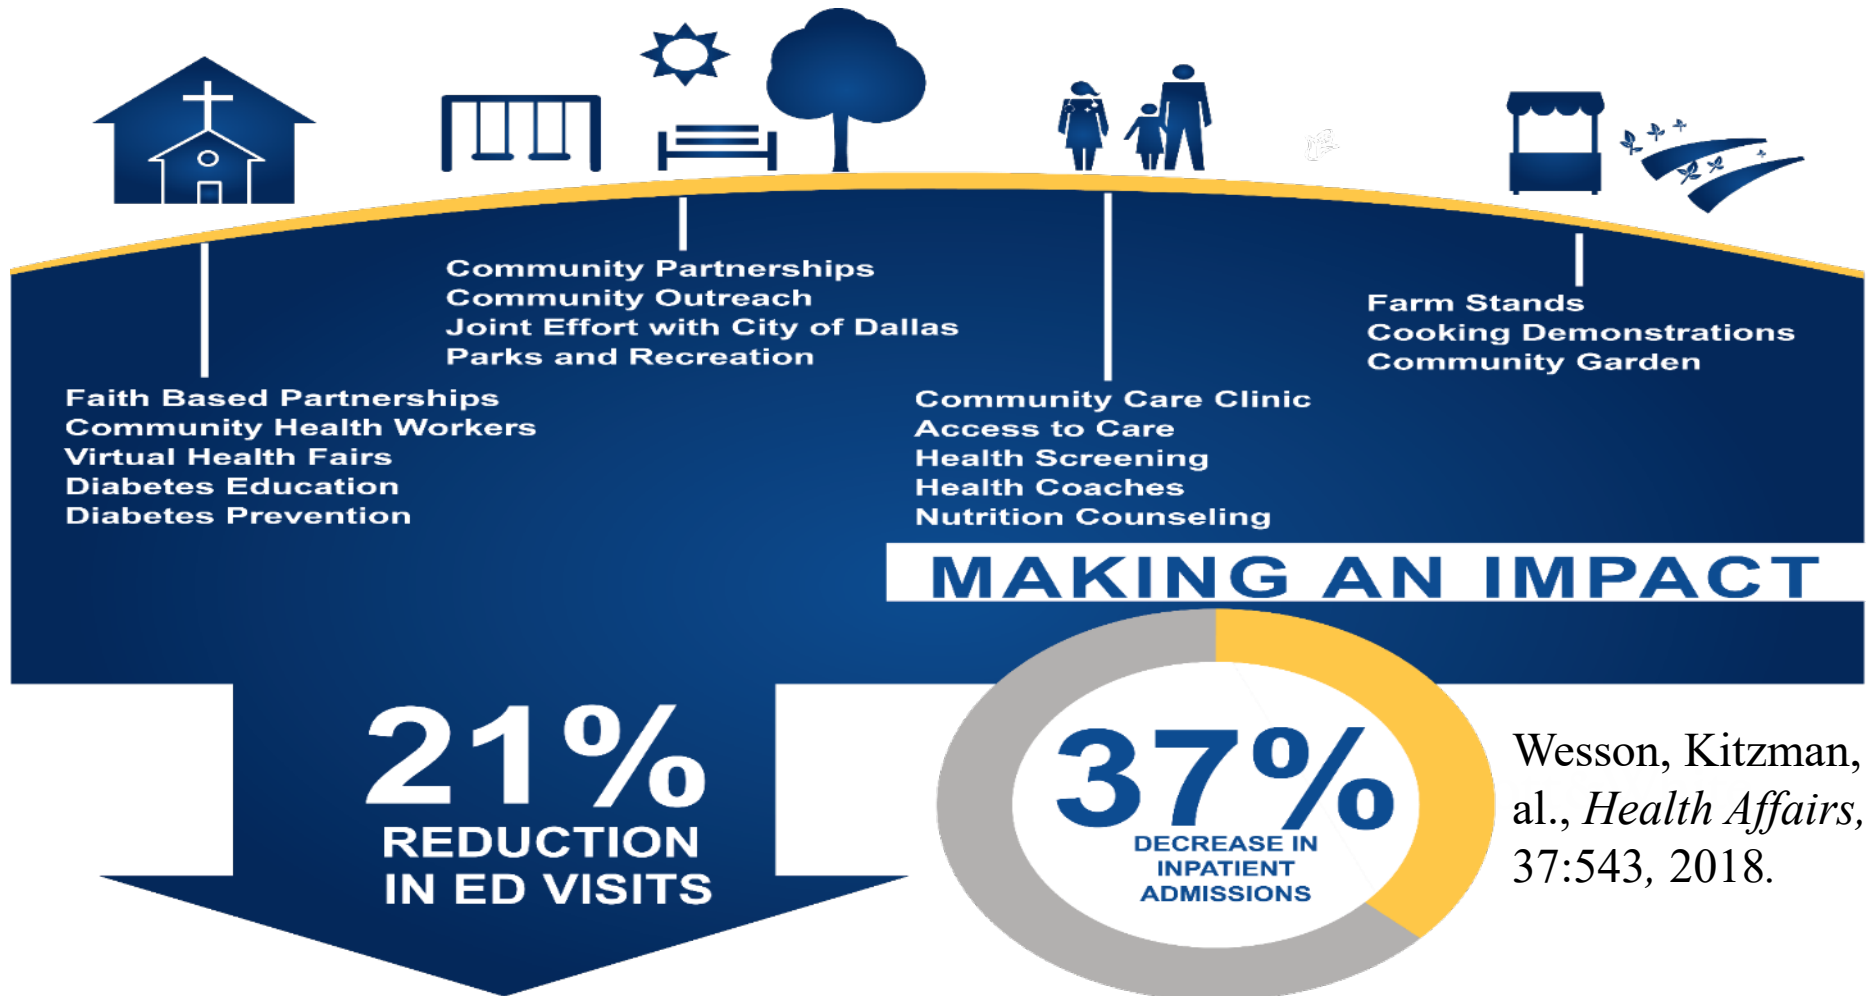 Community Partnerships
Community Outreach
Joint Effort with City of Dallas
Parks and Recreation
Farm Stands
Cooking Demonstrations
Community Garden
Faith Based Partnerships
Community Health Workers
Virtual Health Fairs
Diabetes Education
Diabetes Prevention
Community Care Clinic
Access to Care
Health Screening
Health Coaches
Nutrition Counseling
MAKING AN IMPACT
21%
REDUCTION
IN ED VISITS
37%
DECREASE IN
INPATIENT
ADMISSIONS
Wesson, Kitzman,
al., Health Affairs,
37:543, 2018.